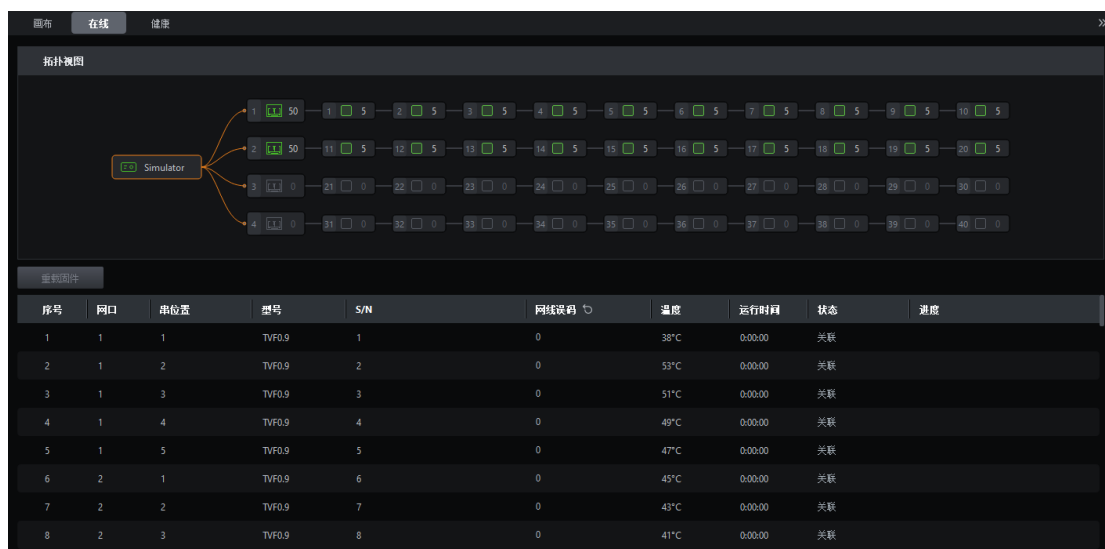 画布 在线 健康 »
拓扑视图
1 50 1 5 2 5 3 5 4 5 5 5 6 5 7 5 8 5 9 5 10 5
2 50 11 5 12 5 13 5 14 5 15 5 16 5 17 5 18 5 19 5 20 5
Simulator
3 0 21 0 22 0 23 0 24 0 25 0 26 0 27 0 28 0 29 0 30 0
4 0 31 0 32 0 33 0 34 0 35 0 36 0 37 0 38 0 39 0 40 0
重载固件
序号 网口 串位置 型号 S/N 网线误码 温度 运行时间 状态 进度
1 1 1 TVF0.9 1 0 38°C 0:00:00 关联
2 1 2 TVF0.9 2 0 53°C 0:00:00 关联
3 1 3 TVF0.9 3 0 51°C 0:00:00 关联
4 1 4 TVF0.9 4 0 49°C 0:00:00 关联
5 1 5 TVF0.9 5 0 47°C 0:00:00 关联
6 2 1 TVF0.9 6 0 45°C 0:00:00 关联
7 2 2 TVF0.9 7 0 43°C 0:00:00 关联
8 2 3 TVF0.9 8 0 41°C 0:00:00 关联